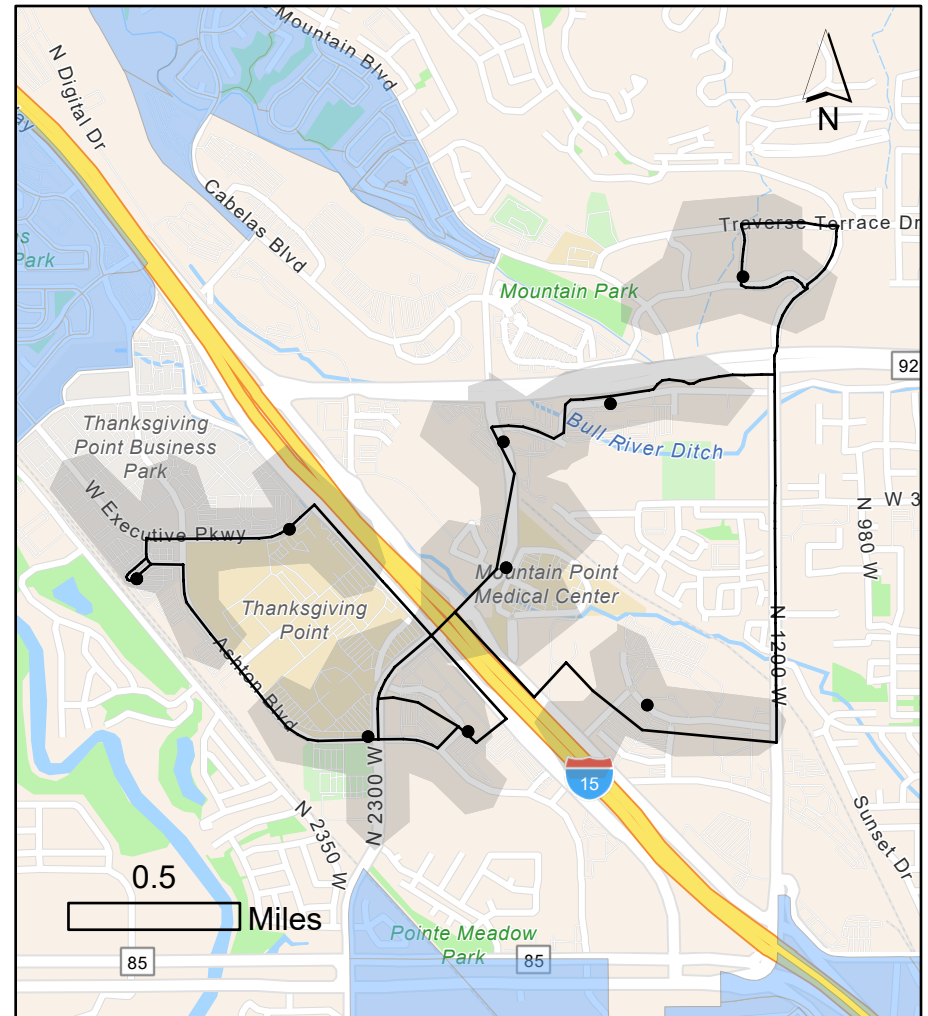 Mountain Blvd
N Digital Dr
N
Cabelas Blvd
Traverse Terrace Dr
Park
Mountain Park
92
Thanksgiving
Point Business
Park
Bull River Ditch
W Executive Pkwy
W 3
N 980 W
Mountain Point
Medical Center
Thanksgiving
Point
Ashton Blvd
N 1200 W
15
N 2300 W
N 2350 W
Sunset Dr
0.5
Miles
Pointe Meadow
Park
85
85